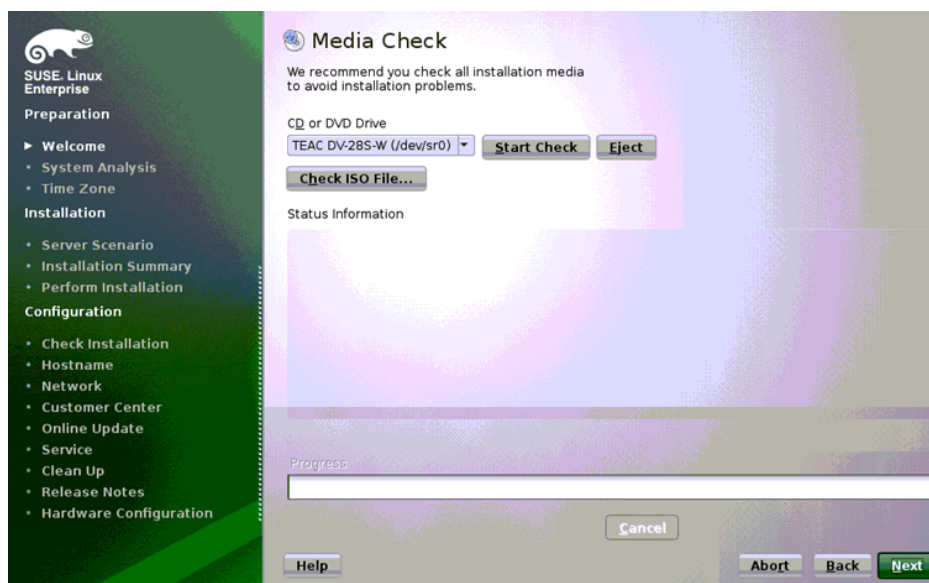 SUSE. Linux
Enterprise
Preparation
Welcome
System Analysis
Time Zone
Installation
Server Scenario
Installation Summary
Perform Installation
Configuration
Check Installation
Hostname
Network
Customer Center
Online Update
Service
Clean Up
Release Notes
Hardware Configuration
Media Check
We recommend you check all installation media
to avoid installation problems.
CD or DVD Drive
TEAC DV-28S-W (/dev/sr0) Start Check Eject
Check ISO File...
Status Information
Progress
Cancel
Help Abort Back Next